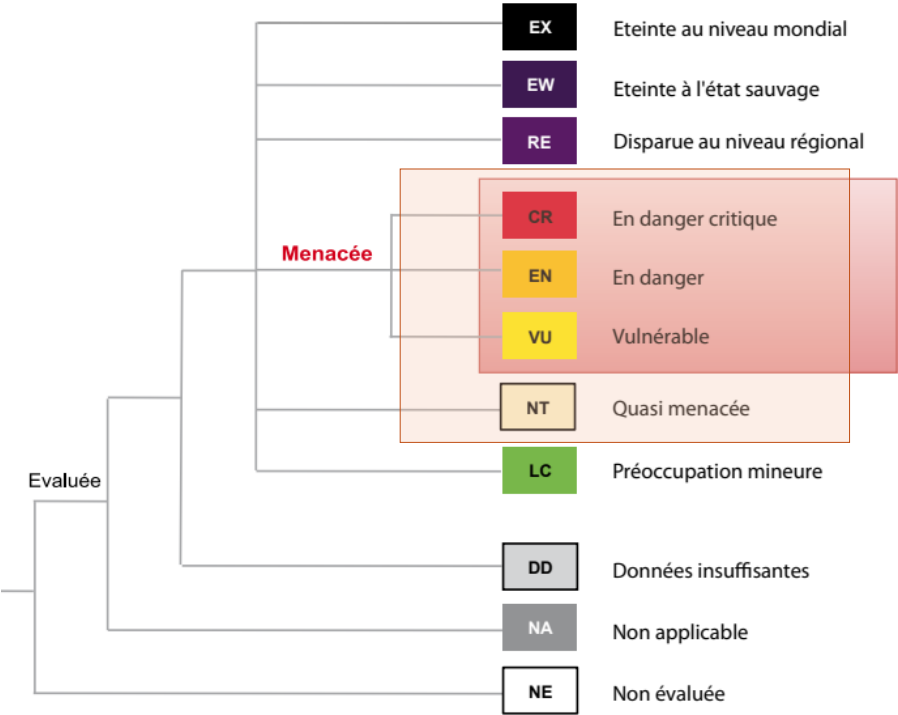 EX Eteinte au niveau mondial
EW Eteinte à l'état sauvage
RE Disparue au niveau régional
CR En danger critique
Menacée
EN En danger
VU Vulnérable
NT Quasi menacée
LC Préoccupation mineure
Evaluée
DD Données insuffisantes
NA Non applicable
NE Non évaluée